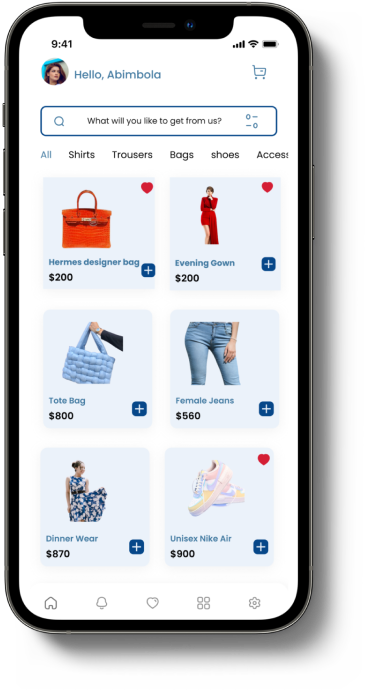 9:41
Hello, Abimbola
What will you like to get from us?
All Shirts Trousers Bags shoes Access
Hermes designer bag
$200
Evening Gown
$200
Tote Bag
$800
Female Jeans
$560
Dinner Wear
$870
Unisex Nike Air
$900